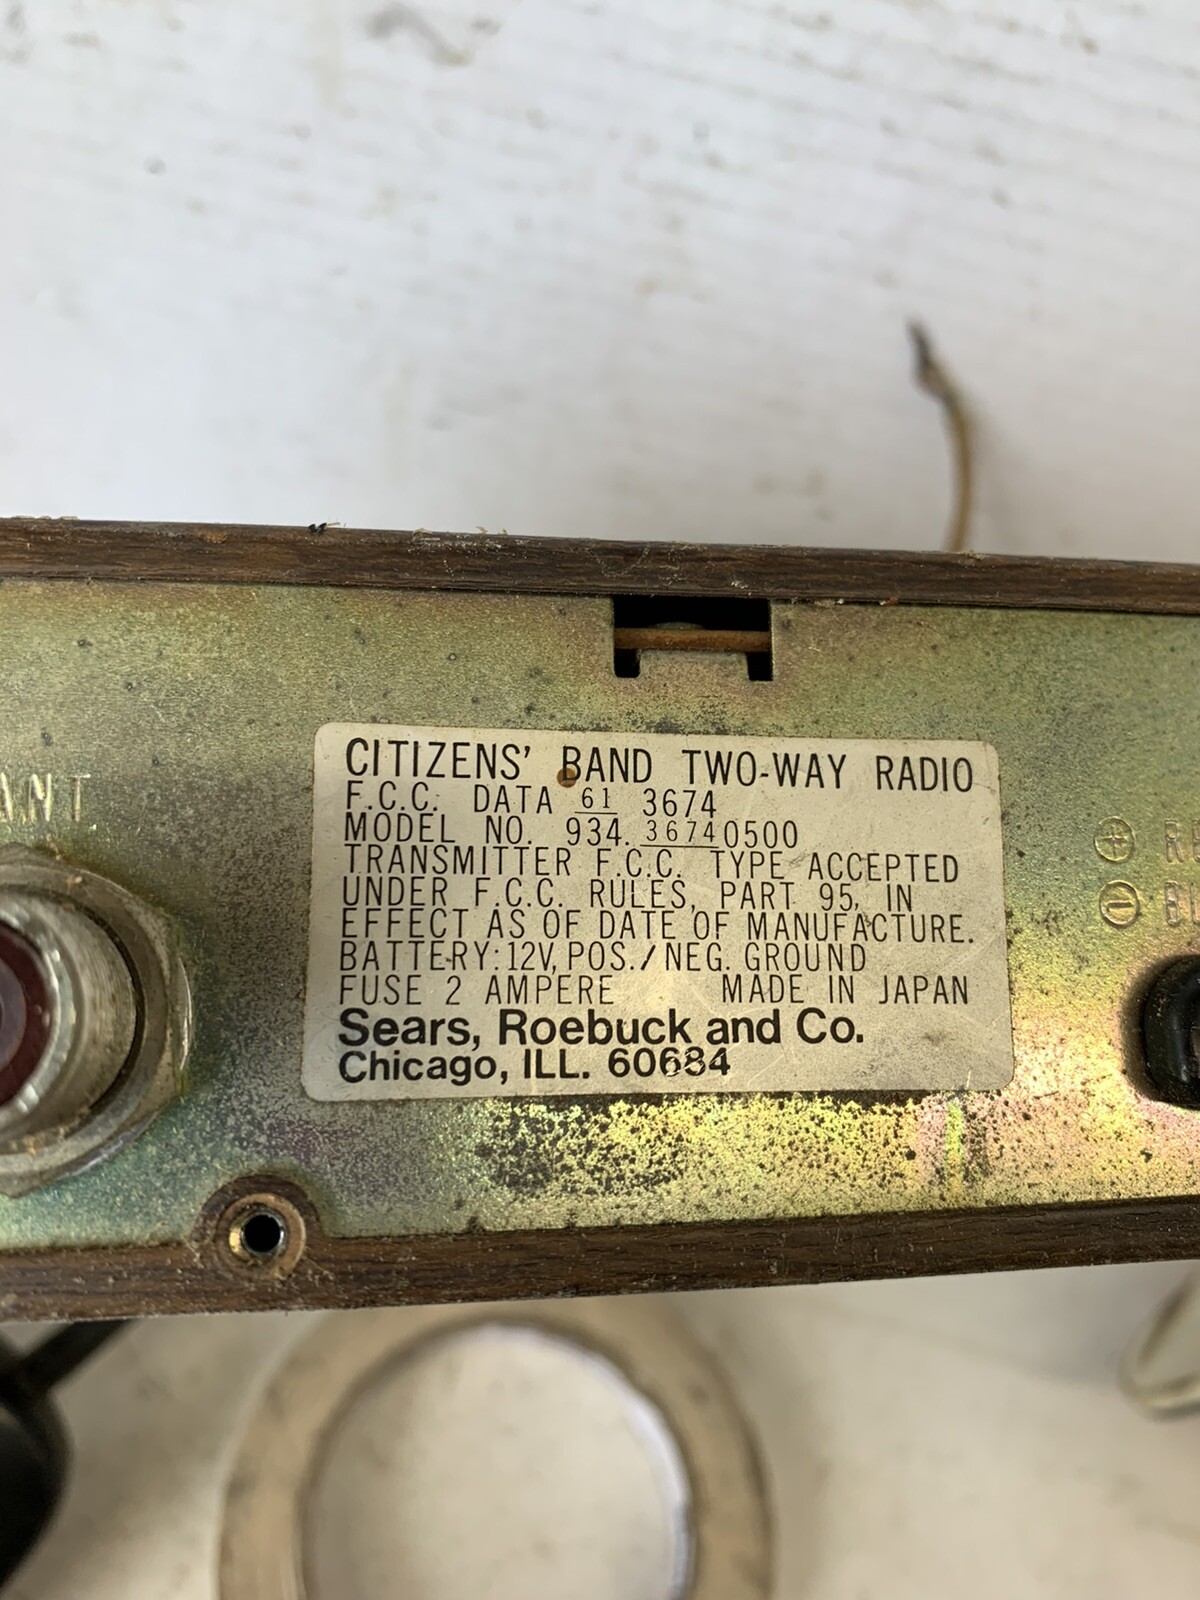 CITIZENS' BAND TWO-WAY RADIO
F.C.C. DATA 61 3674
MODEL NO. 934.36740500
TRANSMITTER F.C.C. TYPE ACCEPTED
UNDER F.C.C. RULES, PART 95, IN
EFFECT AS OF DATE OF MANUFACTURE.
BATTERY: 12V, POS./NEG. GROUND
FUSE 2 AMPERE MADE IN JAPAN
Sears, Roebuck and Co.
Chicago, ILL. 60684
ANT.
⊕
⊖